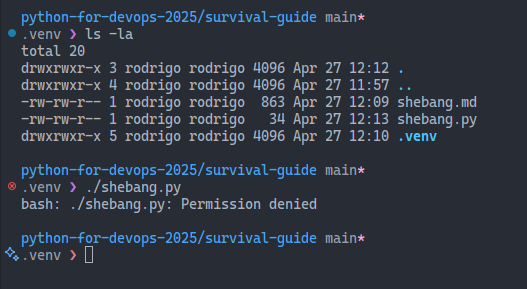 python-for-devops-2025/survival-guide main*
.venv ❯ ls -la
total 20
drwxrwxr-x 3 rodrigo rodrigo 4096 Apr 27 12:12 .
drwxrwxr-x 4 rodrigo rodrigo 4096 Apr 27 11:57 ..
-rw-rw-r-- 1 rodrigo rodrigo  863 Apr 27 12:09 shebang.md
-rw-rw-r-- 1 rodrigo rodrigo   34 Apr 27 12:13 shebang.py
drwxrwxr-x 5 rodrigo rodrigo 4096 Apr 27 12:10 .venv
python-for-devops-2025/survival-guide main*
.venv ❯ ./shebang.py
bash: ./shebang.py: Permission denied
python-for-devops-2025/survival-guide main*
.venv ❯